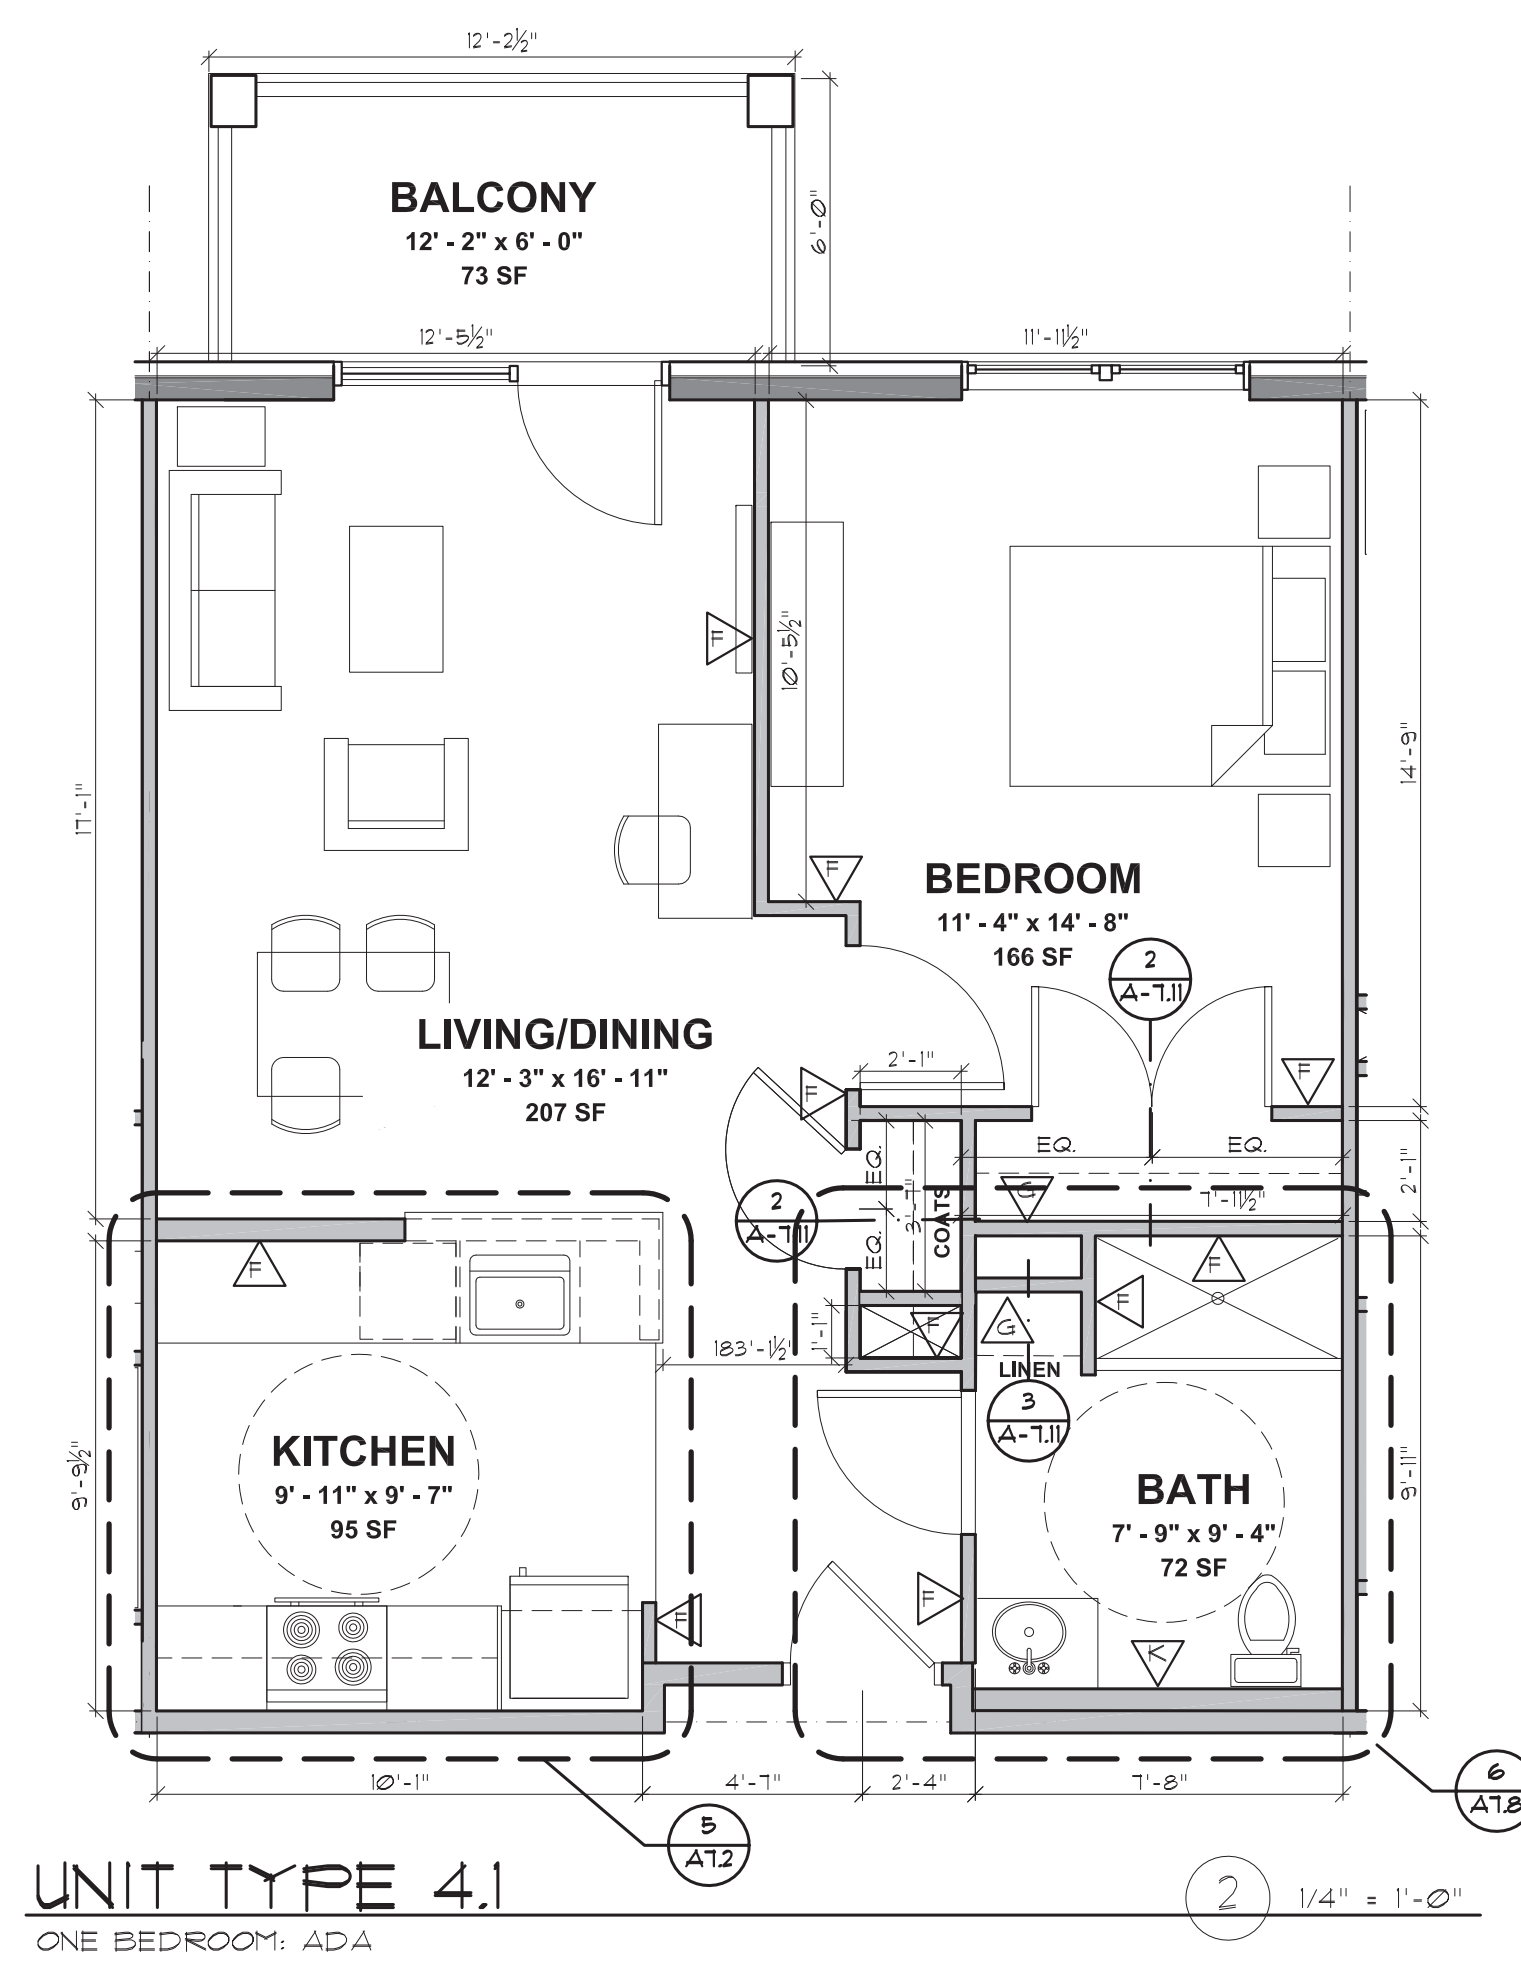 12'-2½"
BALCONY
12' - 2" x 6' - 0"
73 SF
6'-0"
12'-5½"
11'-11½"
F
10'-5½"
17'-1"
14'-9"
F
BEDROOM
11' - 4" x 14' - 8"
166 SF
2
A-7.11
LIVING/DINING
12' - 3" x 16' - 11"
207 SF
2'-1"
F
F
EQ.
EQ.
EQ.
EQ.
3'-7"
COATS
G
7'-11½"
2'-1"
2
A-7.11
F
F
F
F
G
1'-1"
183'-1½"
LINEN
3
A-7.11
KITCHEN
9' - 11" x 9' - 7"
95 SF
9'-9½"
BATH
7' - 9" x 9' - 4"
72 SF
9'-11"
F
F
K
10'-1"
4'-7"
2'-4"
7'-8"
5
A7.2
6
A7.8
UNIT TYPE 4.1
2
1/4" = 1'-0"
ONE BEDROOM: ADA